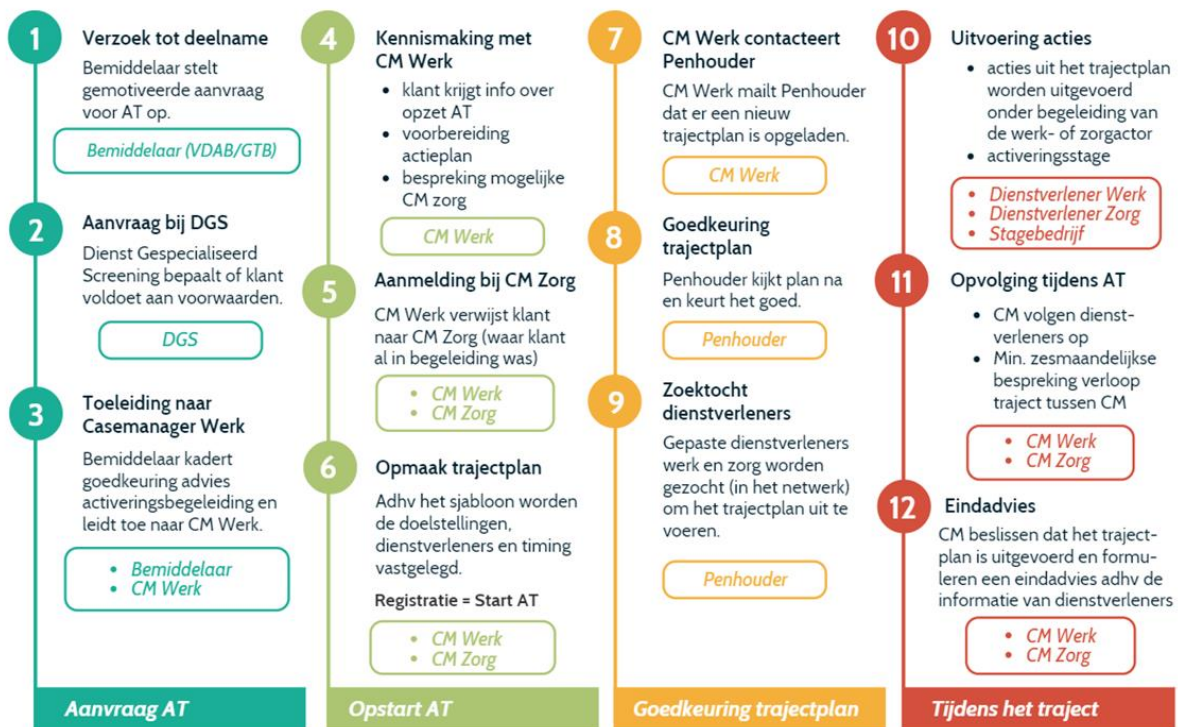 1
Verzoek tot deelname
Bemiddelaar stelt
gemotiveerde aanvraag
voor AT op.
Bemiddelaar (VDAB/GTB)
2
Aanvraag bij DGS
Dienst Gespecialiseerd
Screening bepaalt of klant
voldoet aan voorwaarden.
DGS
3
Toeleiding naar
Casemanager Werk
Bemiddelaar kadert
goedkeuring advies
activeringsbegeleiding en
leidt toe naar CM Werk.
• Bemiddelaar
• CM Werk
Aanvraag AT
4
Kennismaking met
CM Werk
• klant krijgt info over
opzet AT
• voorbereiding
actieplan
• bespreking mogelijke
CM zorg
CM Werk
5
Aanmelding bij CM Zorg
CM Werk verwijst klant
naar CM Zorg (waar klant
al in begeleiding was)
• CM Werk
• CM Zorg
6
Opmaak trajectplan
Adhv het sjabloon worden
de doelstellingen,
dienstverleners en timing
vastgelegd.
Registratie = Start AT
• CM Werk
• CM Zorg
Opstart AT
7
CM Werk contacteert
Penhouder
CM Werk mailt Penhouder
dat er een nieuw
trajectplan is opgeladen.
CM Werk
8
Goedkeuring
trajectplan
Penhouder kijkt plan na
en keurt het goed.
Penhouder
9
Zoektocht
dienstverleners
Gepaste dienstverleners
werk en zorg worden
gezocht (in het netwerk)
om het trajectplan uit te
voeren.
Penhouder
Goedkeuring trajectplan
10
Uitvoering acties
• acties uit het trajectplan
worden uitgevoerd
onder begeleiding van
de werk- of zorgactor
• activeringsstage
• Dienstverlener Werk
• Dienstverlener Zorg
• Stagebedrijf
11
Opvolging tijdens AT
• CM volgen dienst-
verleners op
• Min. zesmaandelijkse
bespreking verloop
traject tussen CM
• CM Werk
• CM Zorg
12
Eindadvies
CM beslissen dat het traject-
plan is uitgevoerd en formu-
leren een eindadvies adhv de
informatie van dienstverleners
• CM Werk
• CM Zorg
Tijdens het traject